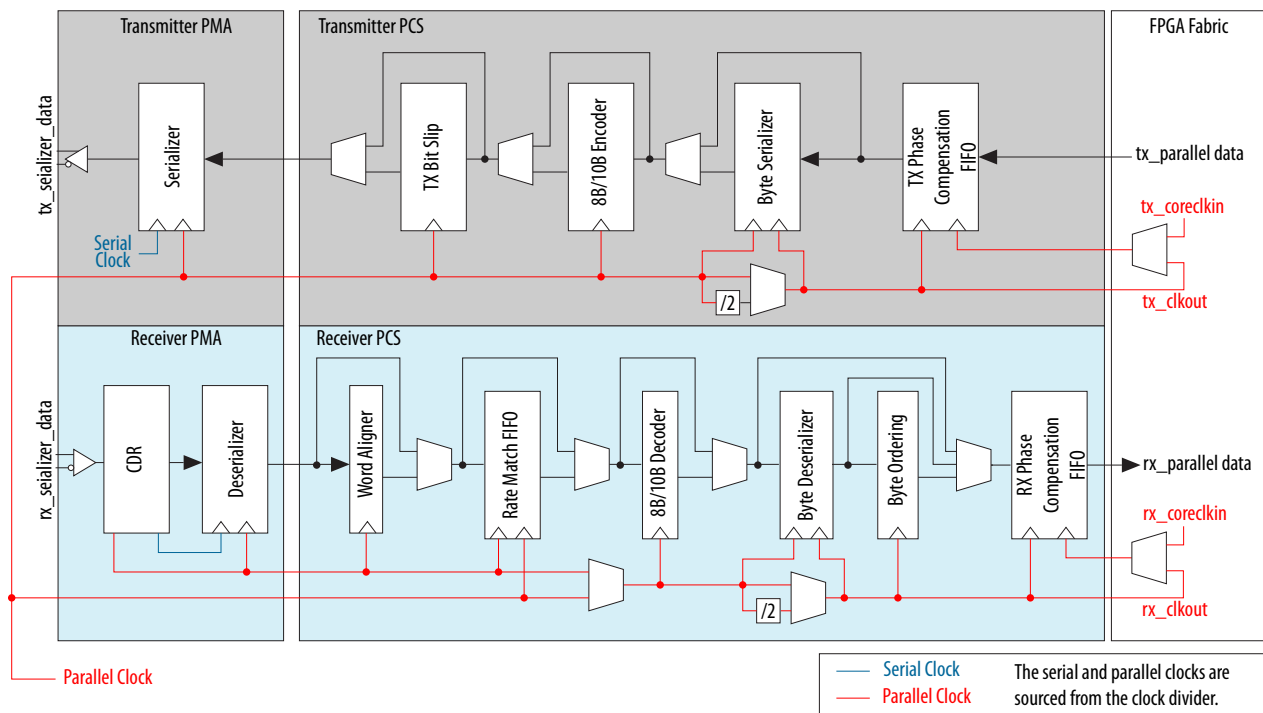 Transmitter PMA
Transmitter PCS
FPGA Fabric
tx_seializer_data
Serializer
TX Bit Slip
8B/10B Encoder
Byte Serializer
TX Phase
Compensation
FIFO
tx_parallel data
tx_coreclkin
Serial
Clock
/2
tx_clkout
Receiver PMA
Receiver PCS
rx_seializer_data
CDR
Deserializer
Word Aligner
Rate Match FIFO
8B/10B Decoder
Byte Deserializer
Byte Ordering
RX Phase
Compensation
FIFO
rx_parallel data
rx_coreclkin
/2
rx_clkout
Parallel Clock
Serial Clock
Parallel Clock
The serial and parallel clocks are
sourced from the clock divider.